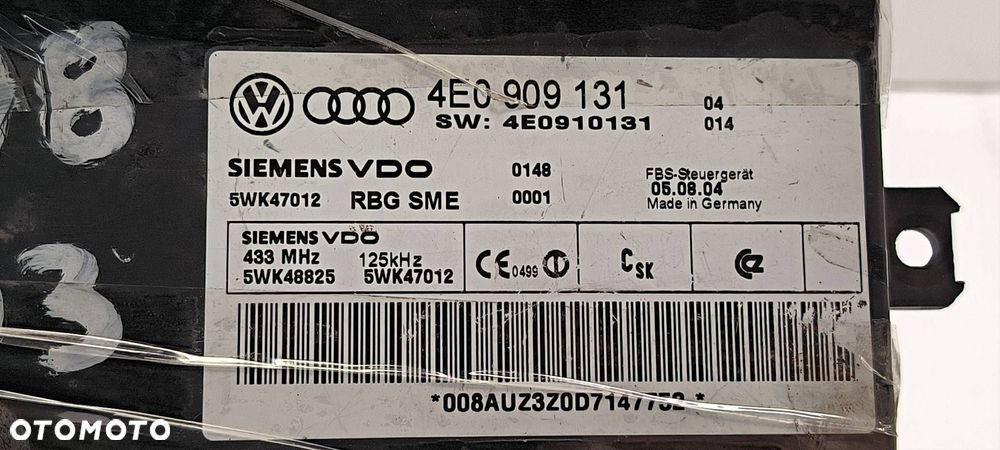 4E0 909 131 04
SW: 4E0910131 014
SIEMENS VDO 0148 FBS-Steuergerät
5WK47012 RBG SME 0001 05.08.04
Made in Germany
SIEMENS VDO
433 MHz 125kHz
5WK48825 5WK47012
CE 0499
CSK
*008AUZ3Z0D7147752*
OTOMOTO